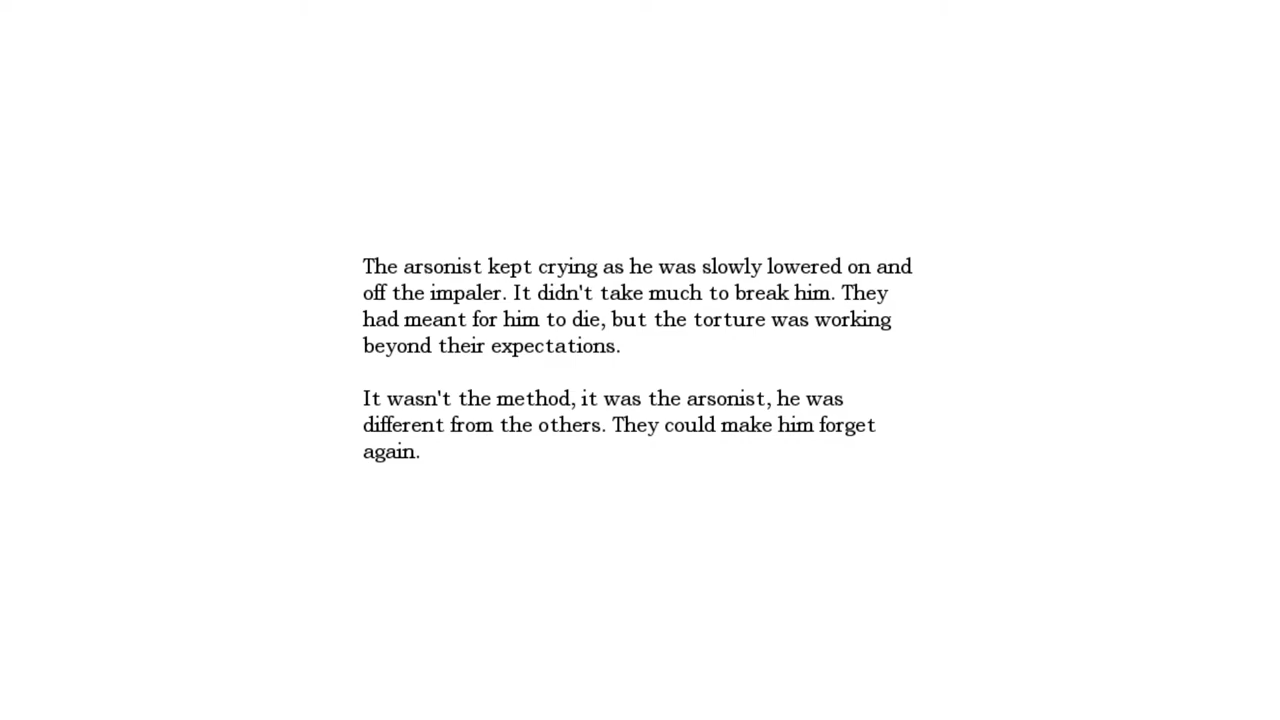 The arsonist kept crying as he was slowly lowered on and
off the impaler. It didn't take much to break him. They
had meant for him to die, but the torture was working
beyond their expectations.
It wasn't the method, it was the arsonist, he was
different from the others. They could make him forget
again.